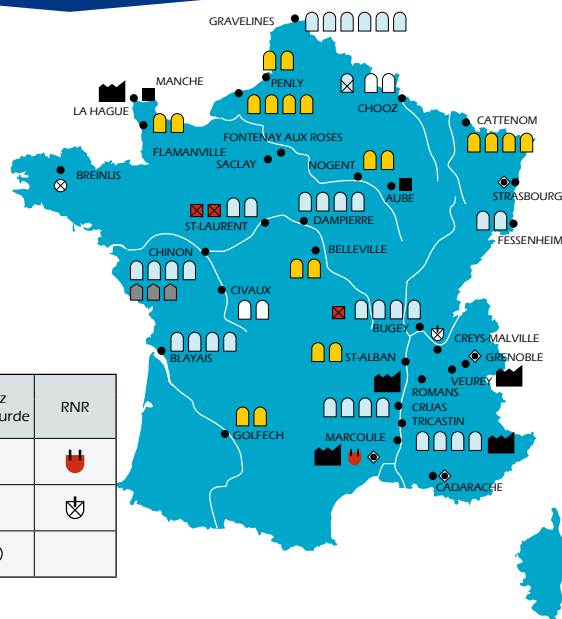 GRAVELINES
PENLY
MANCHE
LA HAGUE
CHOOZ
CATTENOM
FLAMANVILLE
FONTENAY AUX ROSES
SACLAY
NOGENT
BREINLIS
AUBE
STRASBOURG
ST-LAURENT
DAMPIERRE
FESSENHEIM
BELLEVILLE
CHINON
CIVAUX
BUGEY
CREYS-MALVILLE
BLAYAIS
ST-ALBAN
GRENOBLE
VEUREY
ROMANS
CRUAS
TRICASTIN
GOLFECH
MARCOULE
CADARACHE
z
urde
RNR